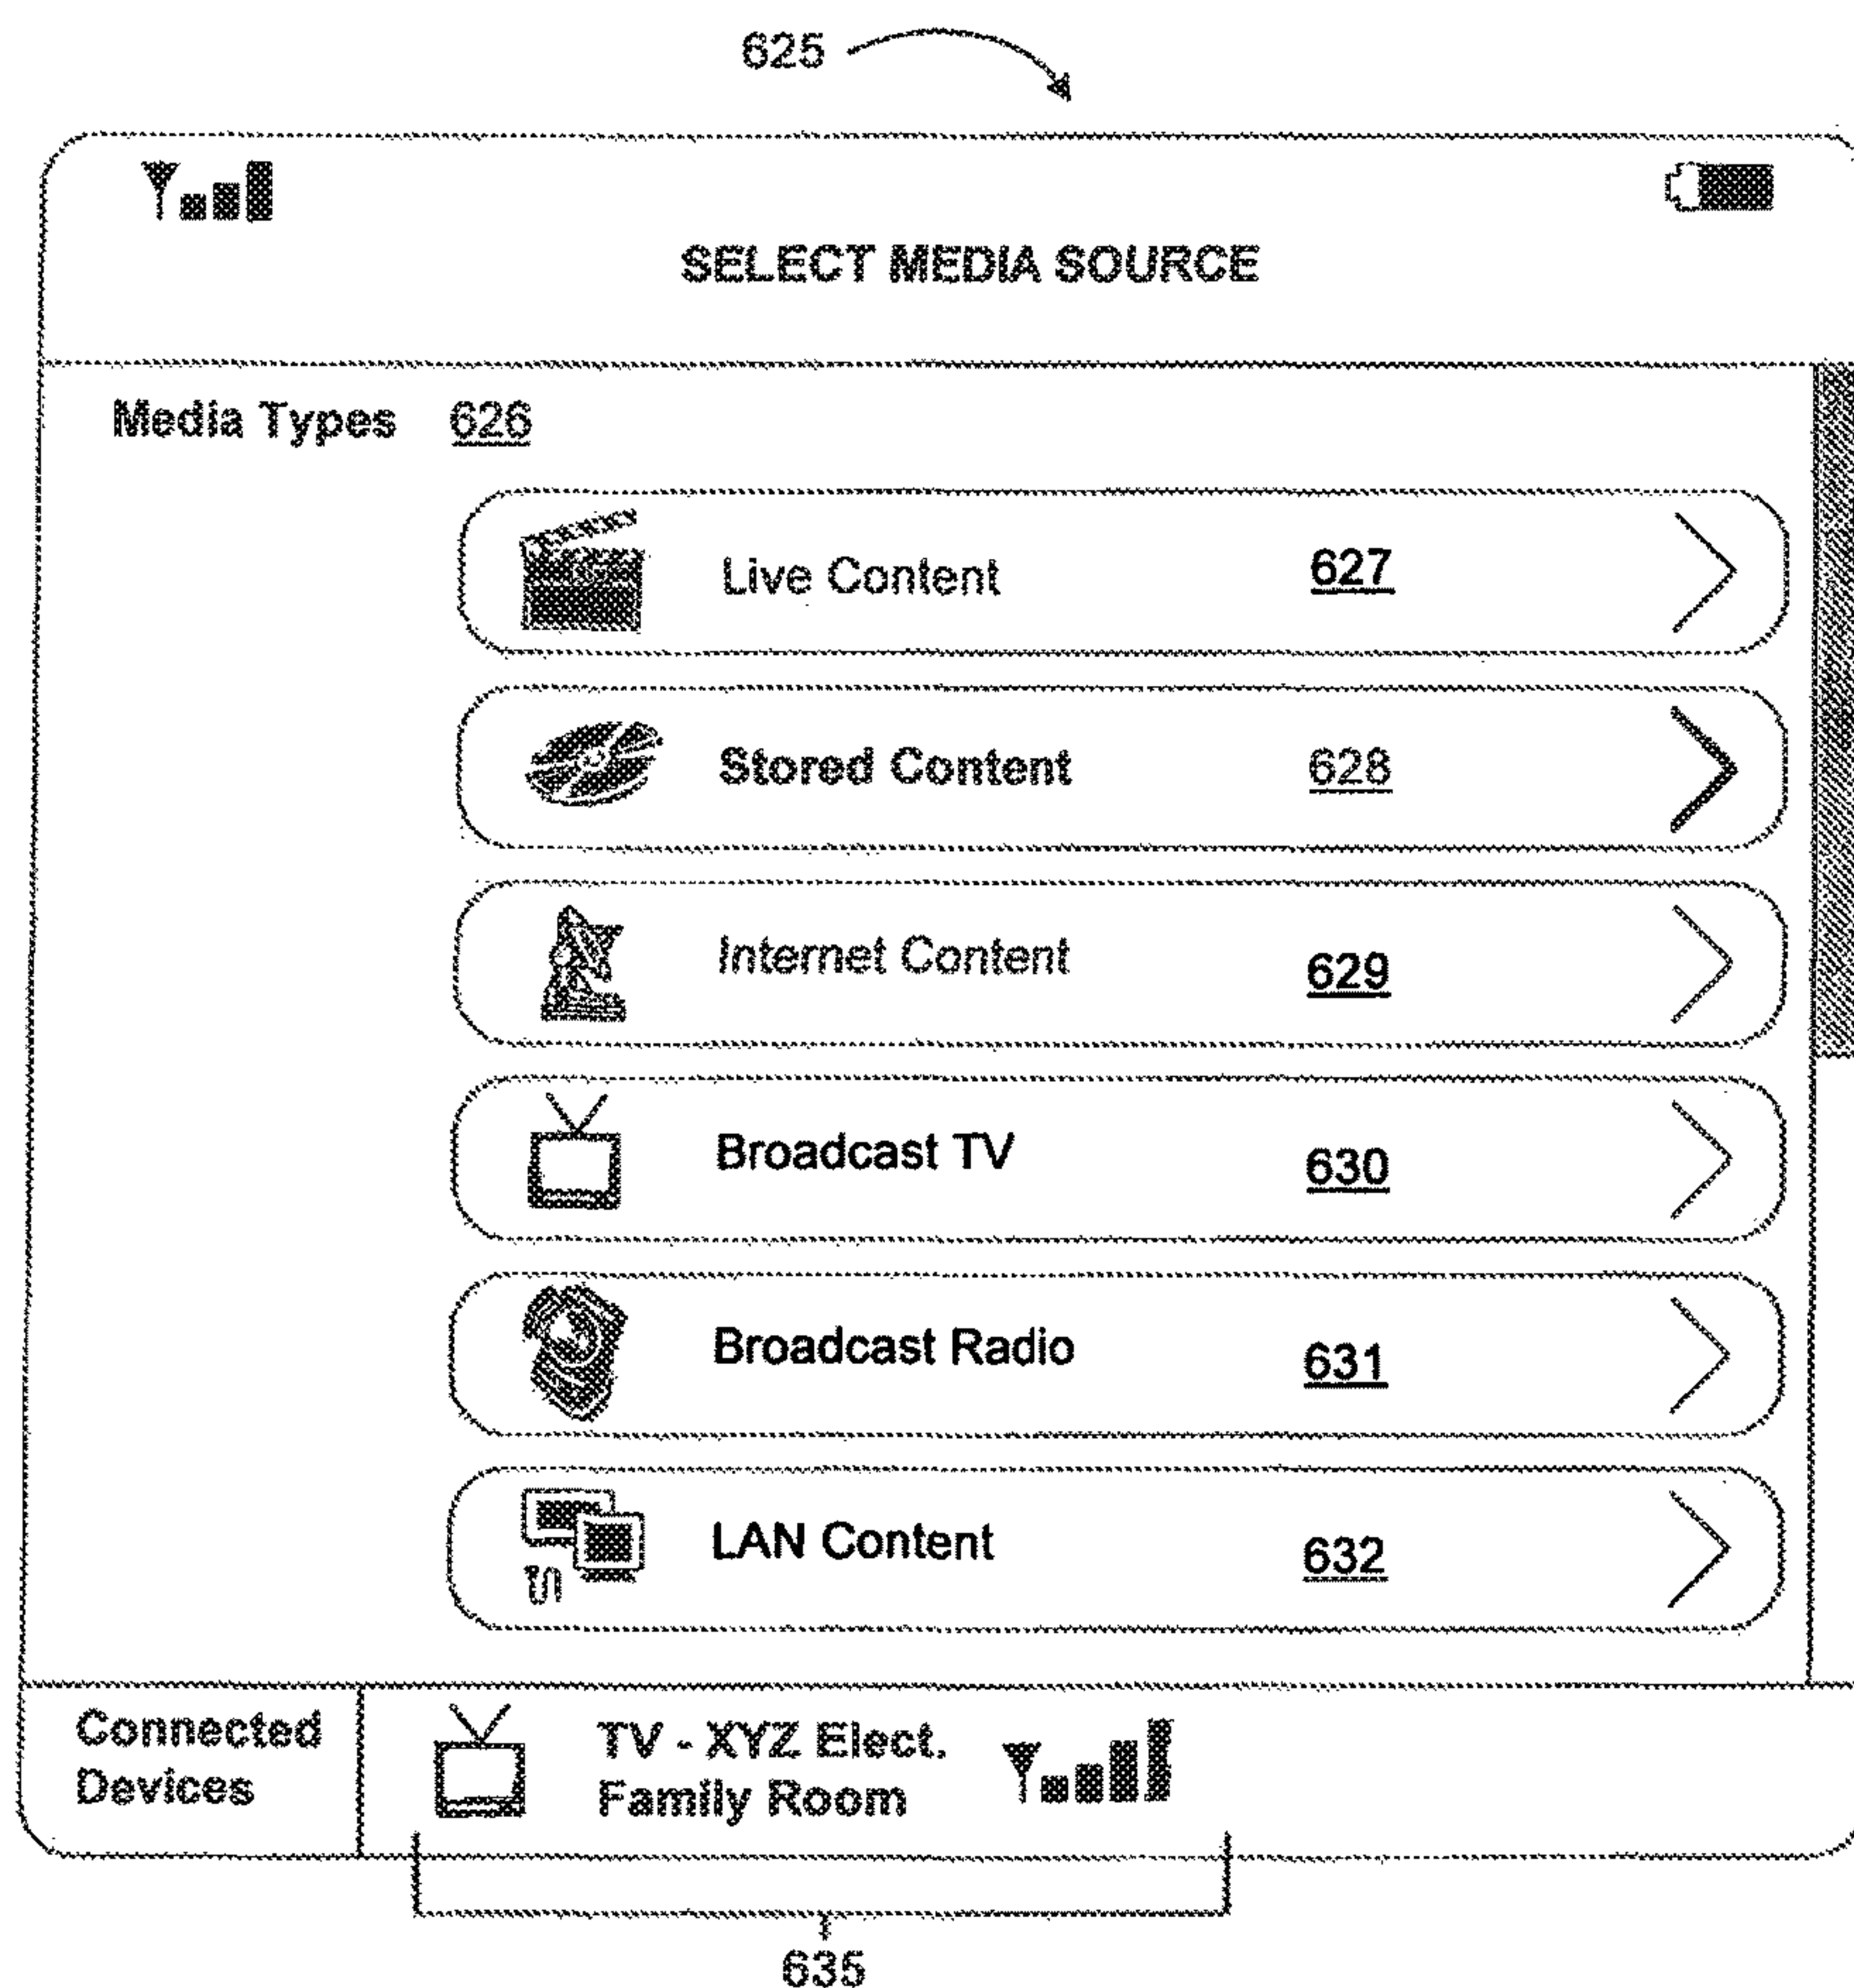 625
SELECT MEDIA SOURCE
Media Types 626
Live Content 627
Stored Content 628
Internet Content 629
Broadcast TV 630
Broadcast Radio 631
LAN Content 632
Connected
Devices
TV - XYZ Elect.
Family Room
635